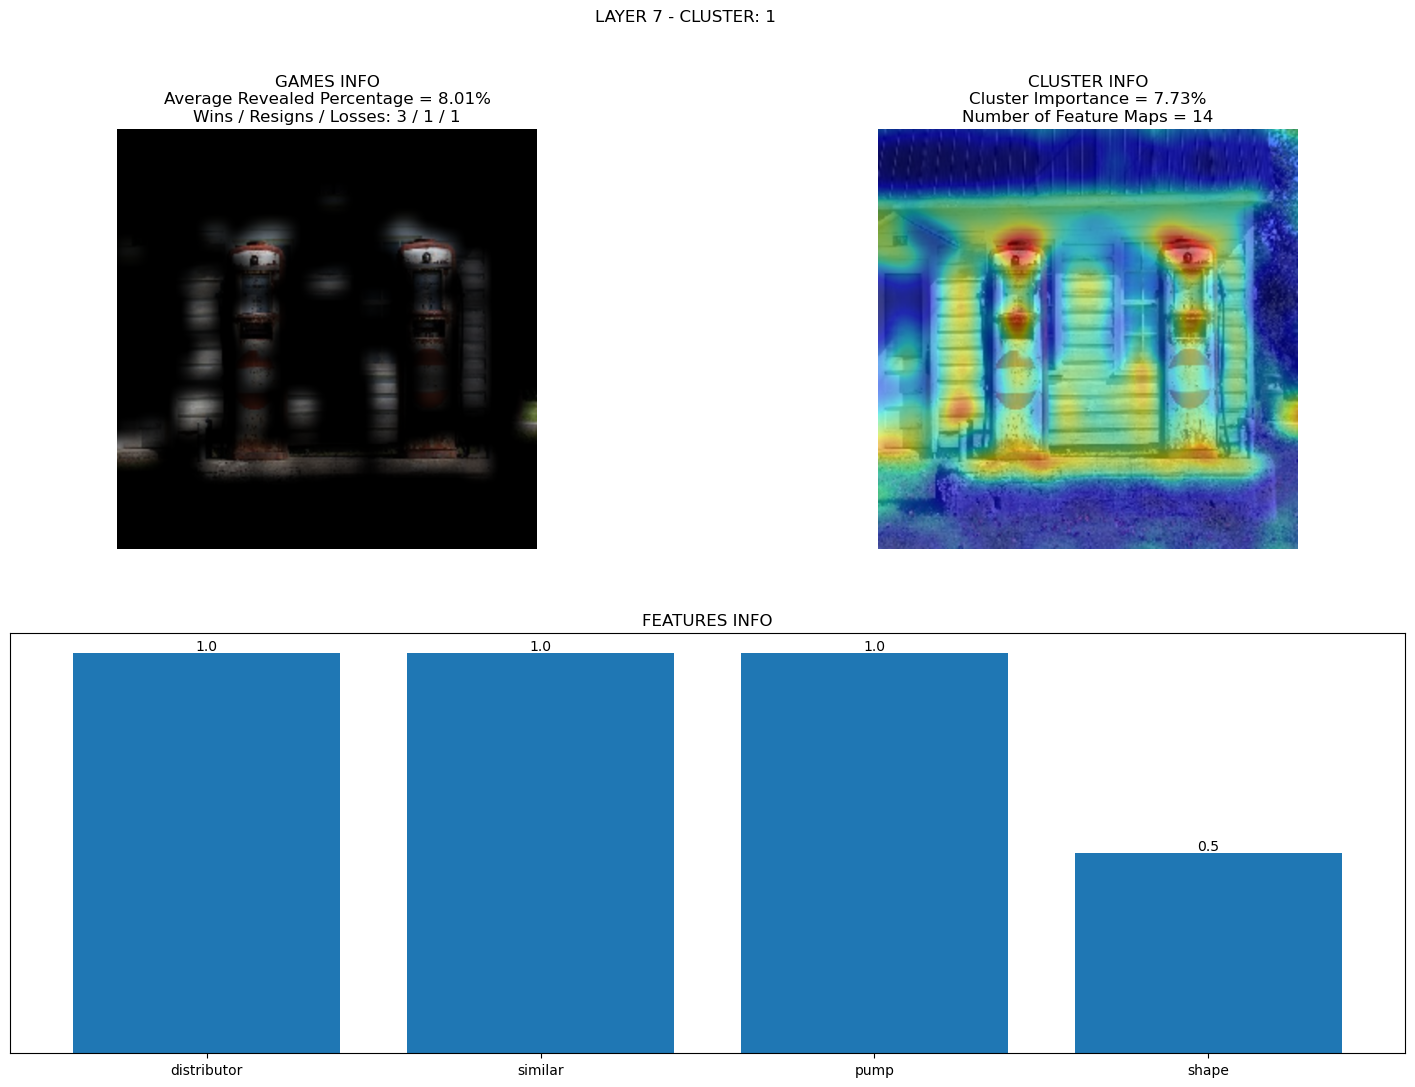 LAYER 7 - CLUSTER: 1
GAMES INFO
Average Revealed Percentage = 8.01%
Wins / Resigns / Losses: 3 / 1 / 1
CLUSTER INFO
Cluster Importance = 7.73%
Number of Feature Maps = 14
FEATURES INFO
1.0
1.0
1.0
0.5
distributor
similar
pump
shape